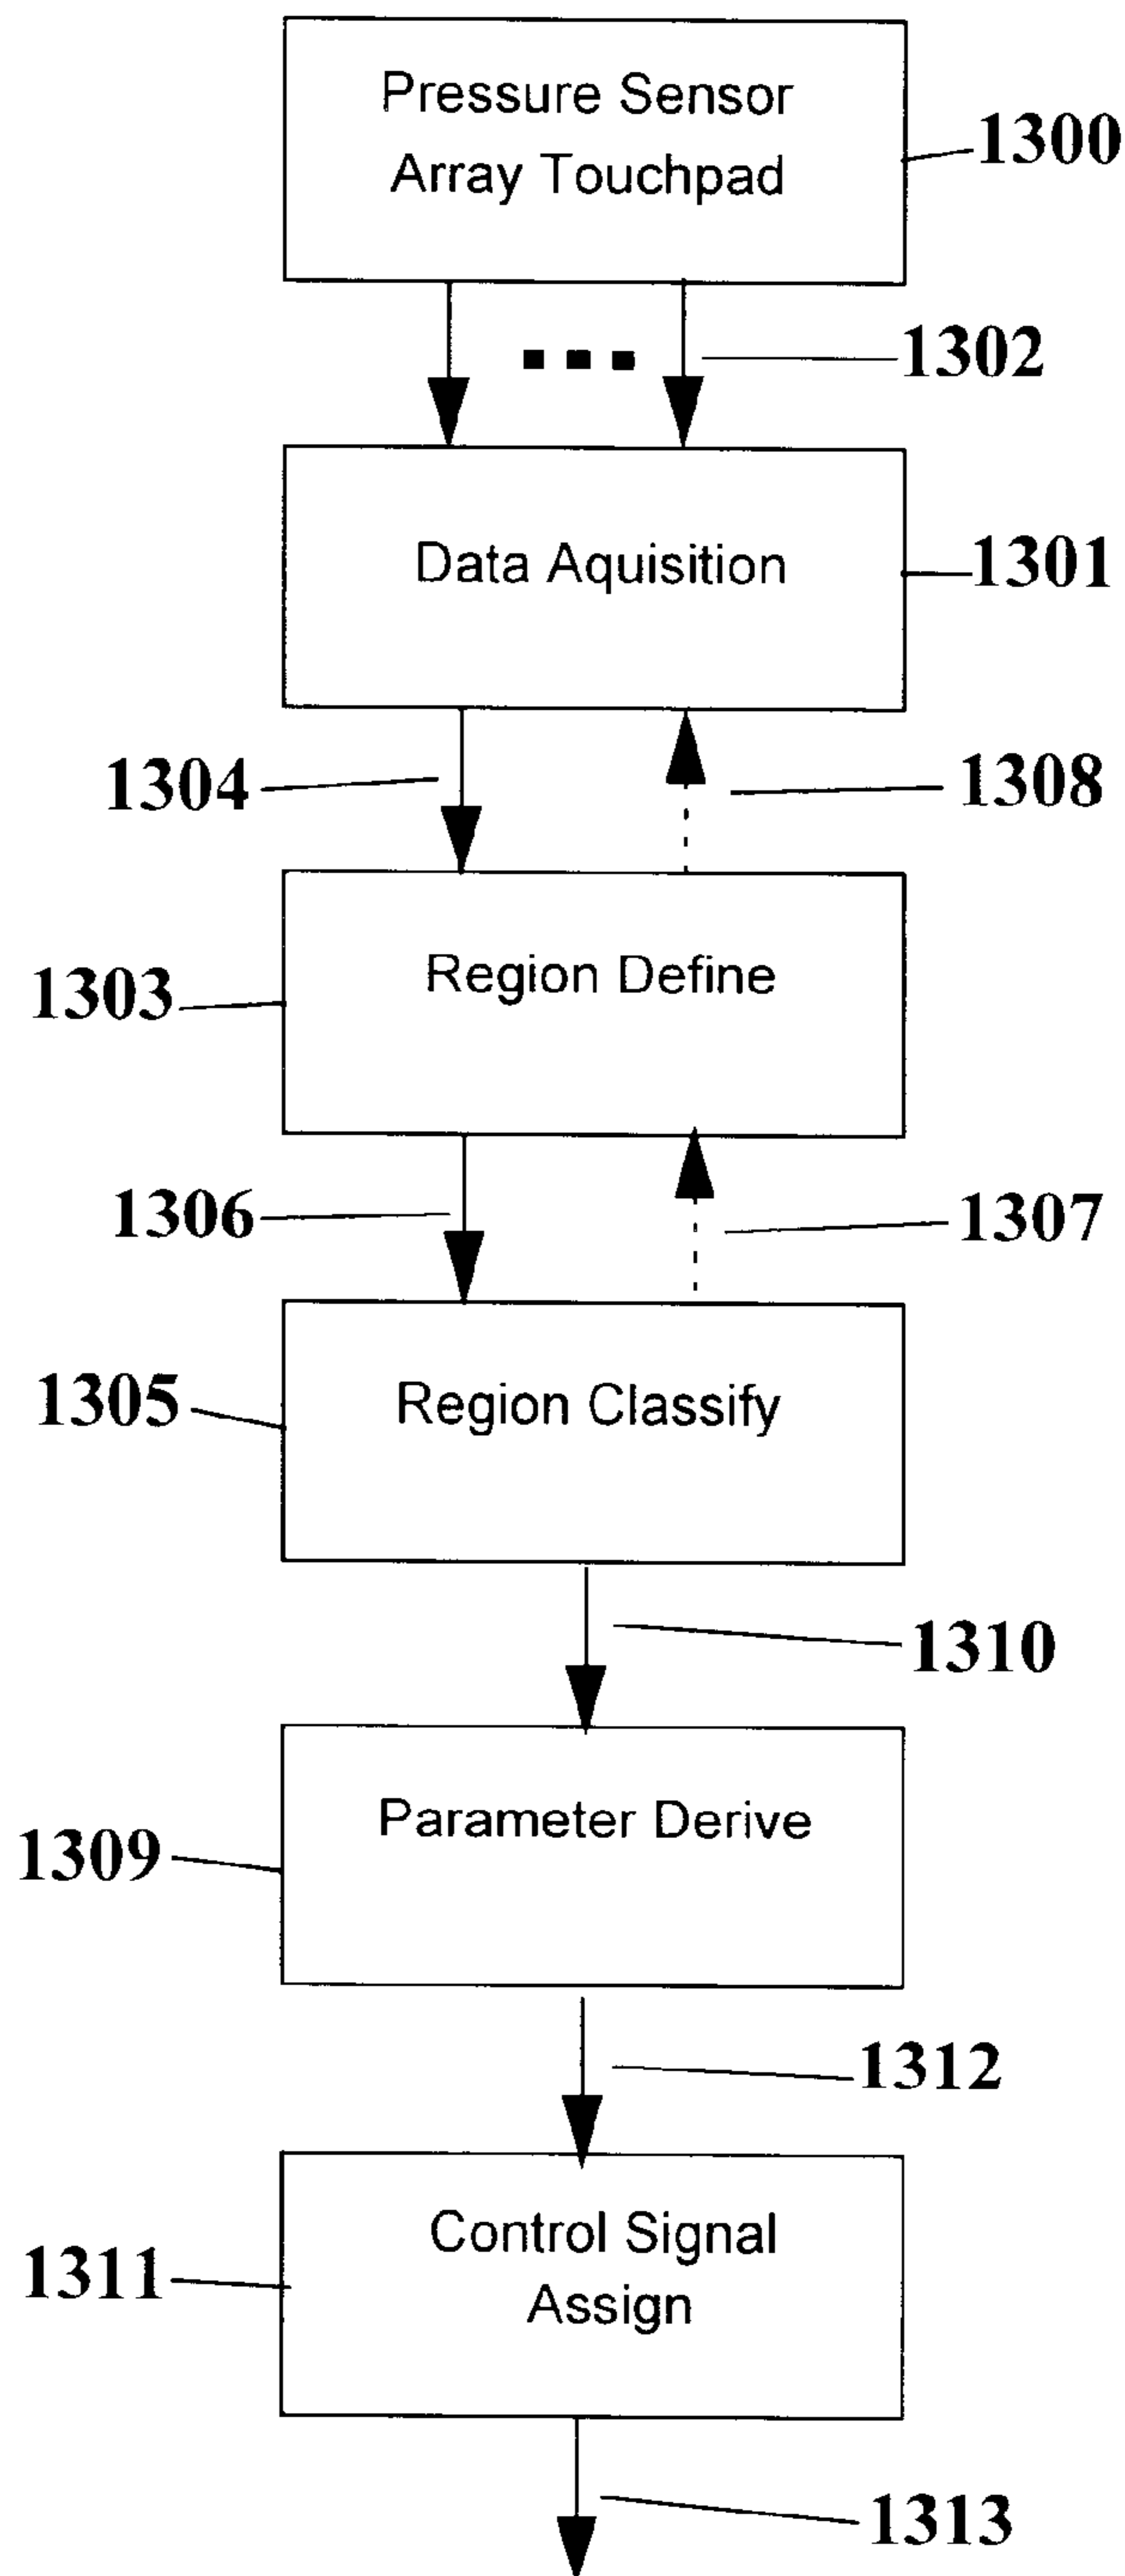 Pressure Sensor
Array Touchpad
1300
1302
Data Aquisition
1301
1304
1308
Region Define
1303
1306
1307
Region Classify
1305
1310
Parameter Derive
1309
1312
Control Signal
Assign
1311
1313